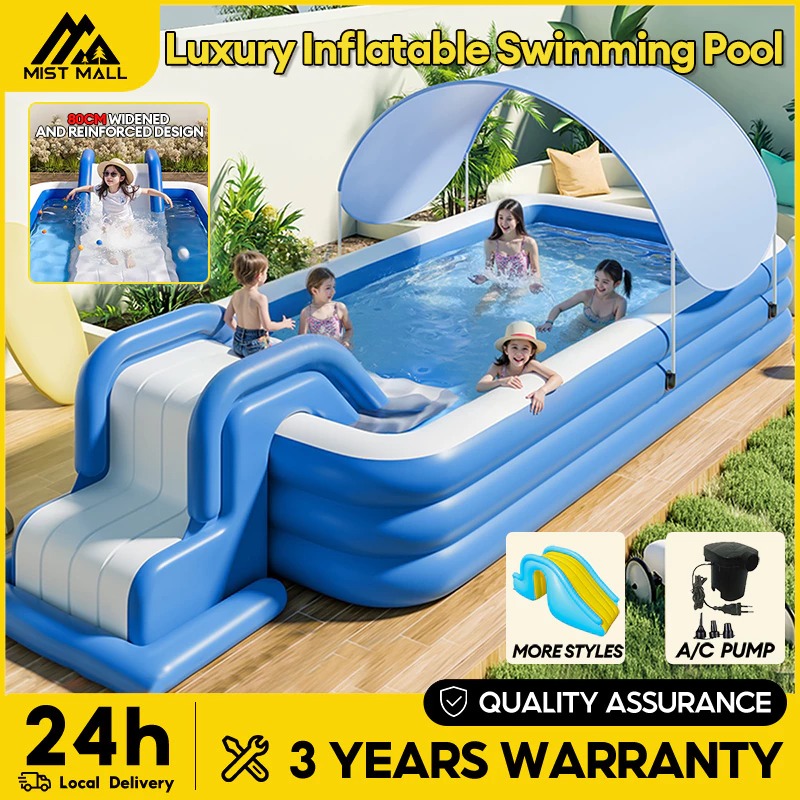 MIST MALL
Luxury Inflatable Swimming Pool
80CM WIDENED
AND REINFORCED DESIGN
MORE STYLES
A/C PUMP
QUALITY ASSURANCE
24h
Local Delivery
3 YEARS WARRANTY